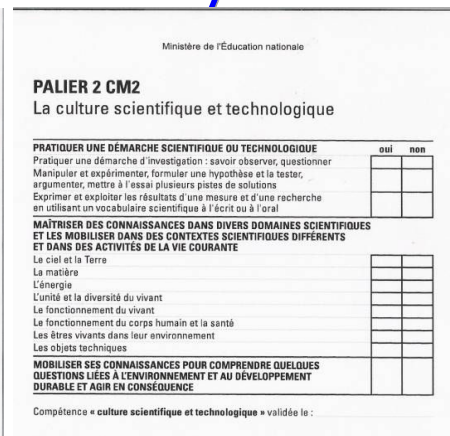 Ministère de l'Éducation nationale
PALIER 2 CM2
La culture scientifique et technologique
PRATIQUER UNE DÉMARCHE SCIENTIFIQUE OU TECHNOLOGIQUE oui non
Pratiquer une démarche d'investigation : savoir observer, questionner
Manipuler et expérimenter, formuler une hypothèse et la tester,
argumenter, mettre à l'essai plusieurs pistes de solutions
Exprimer et exploiter les résultats d'une mesure et d'une recherche
en utilisant un vocabulaire scientifique à l'écrit ou à l'oral
MAÎTRISER DES CONNAISSANCES DANS DIVERS DOMAINES SCIENTIFIQUES
ET LES MOBILISER DANS DES CONTEXTES SCIENTIFIQUES DIFFÉRENTS
ET DANS DES ACTIVITÉS DE LA VIE COURANTE
Le ciel et la Terre
La matière
L'énergie
L'unité et la diversité du vivant
Le fonctionnement du vivant
Le fonctionnement du corps humain et la santé
Les êtres vivants dans leur environnement
Les objets techniques
MOBILISER SES CONNAISSANCES POUR COMPRENDRE QUELQUES
QUESTIONS LIÉES À L'ENVIRONNEMENT ET AU DÉVELOPPEMENT
DURABLE ET AGIR EN CONSÉQUENCE
Compétence « culture scientifique et technologique » validée le :